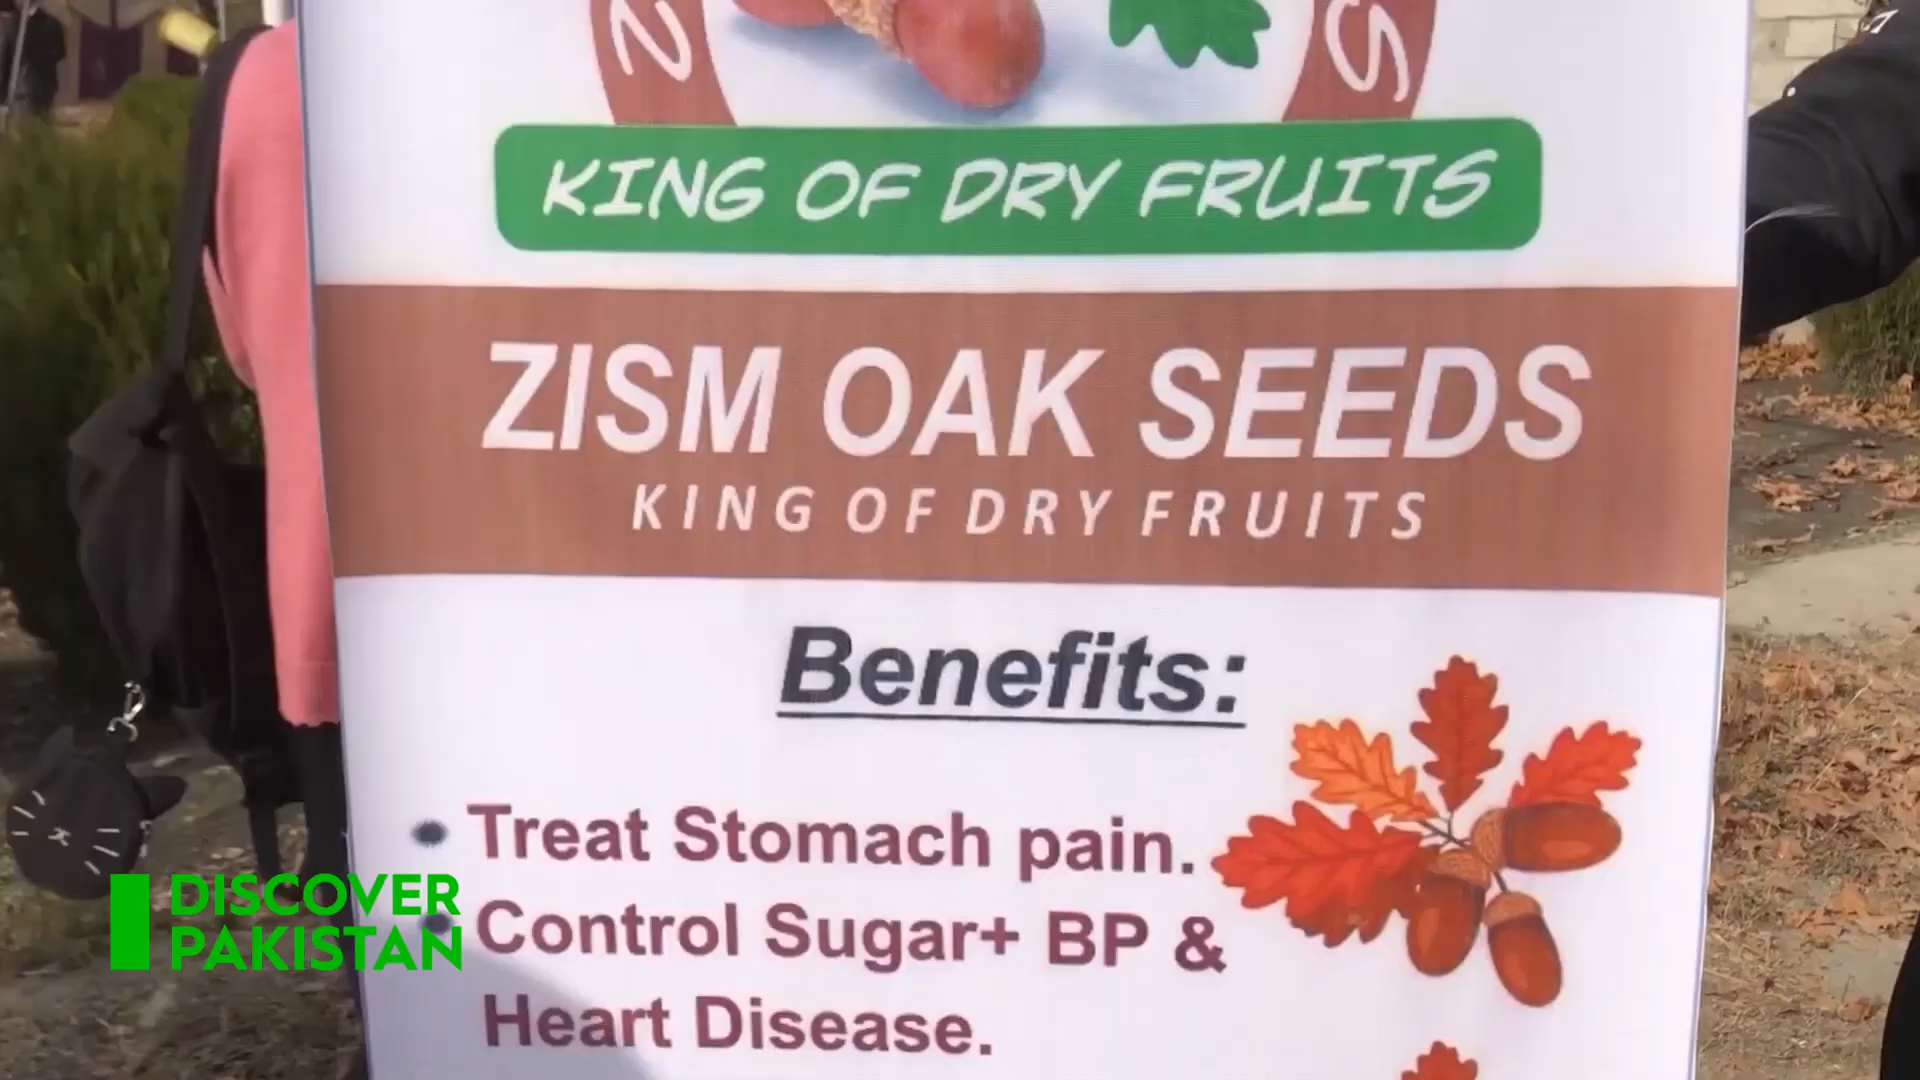 KING OF DRY FRUITS
ZISM OAK SEEDS
KING OF DRY FRUITS
Benefits:
• Treat Stomach pain.
• Control Sugar+ BP &
Heart Disease.
DISCOVER
PAKISTAN